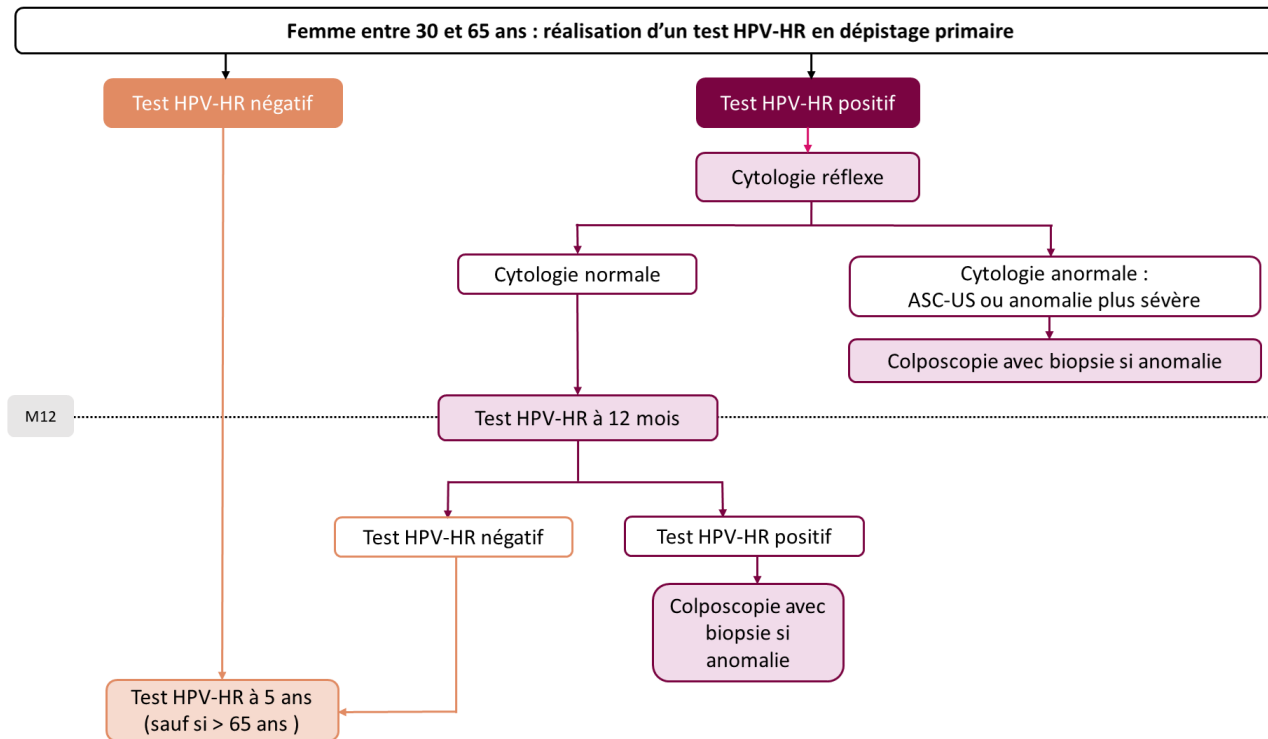 Femme entre 30 et 65 ans : réalisation d’un test HPV-HR en dépistage primaire
Test HPV-HR négatif
Test HPV-HR positif
Cytologie réflexe
Cytologie normale
Cytologie anormale :
ASC-US ou anomalie plus sévère
Colposcopie avec biopsie si anomalie
M12
Test HPV-HR à 12 mois
Test HPV-HR négatif
Test HPV-HR positif
Colposcopie avec
biopsie si
anomalie
Test HPV-HR à 5 ans
(sauf si > 65 ans )